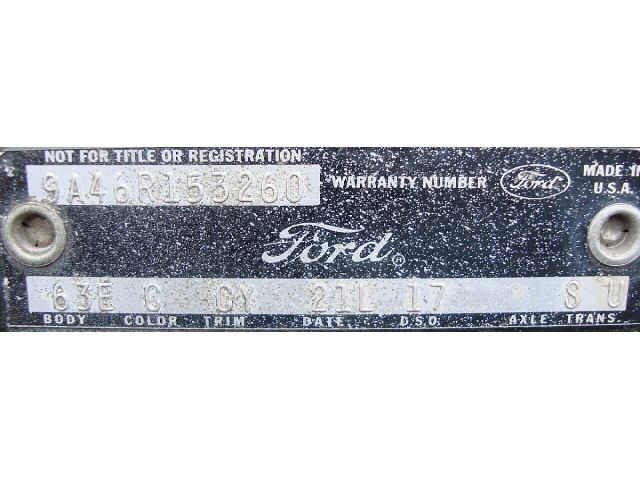 NOT FOR TITLE OR REGISTRATION
9A46R153260 WARRANTY NUMBER Ford MADE IN U.S.A.
Ford®
63E C GY 21L 17 S U
BODY COLOR TRIM DATE D.S.O. AXLE TRANS.